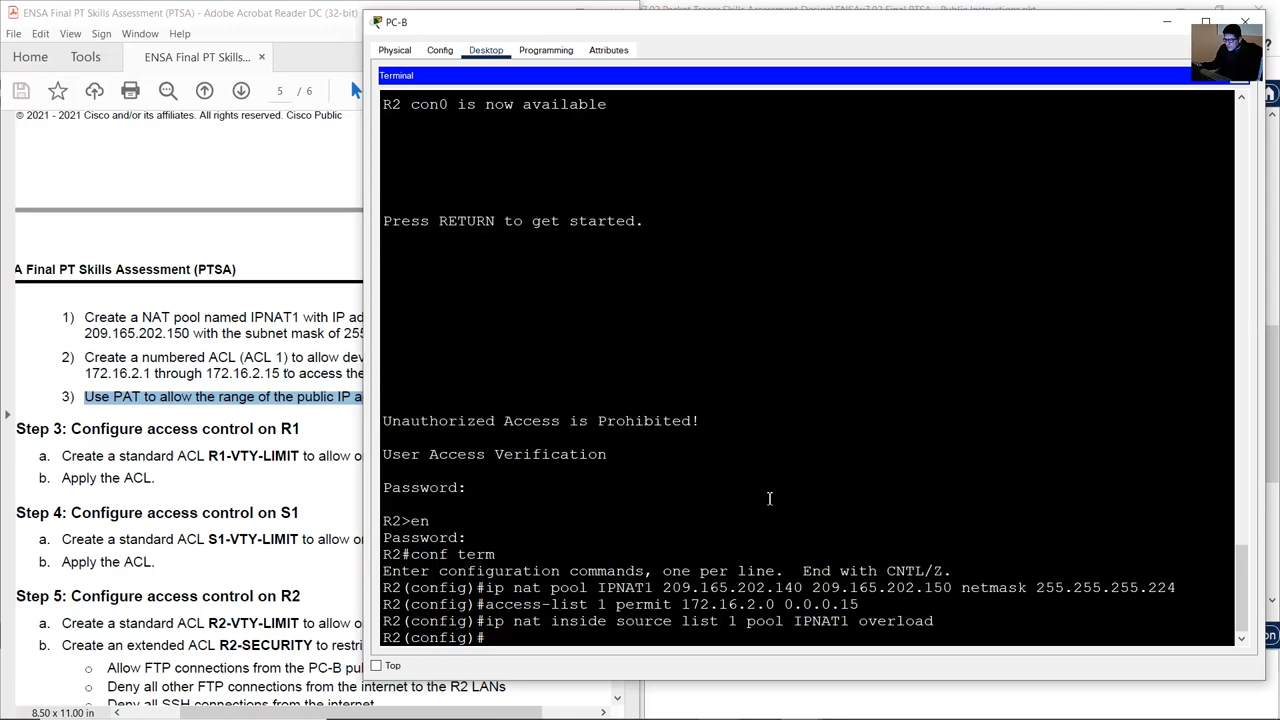 ENSA Final PT Skills Assessment (PTSA) - Adobe Acrobat Reader DC (32-bit)
File Edit View Sign Window Help
Home Tools ENSA Final PT Skills... ×
5 / 6
© 2021 - 2021 Cisco and/or its affiliates. All rights reserved. Cisco Public
A Final PT Skills Assessment (PTSA)
1) Create a NAT pool named IPNAT1 with IP ad
209.165.202.150 with the subnet mask of 255
2) Create a numbered ACL (ACL 1) to allow dev
172.16.2.1 through 172.16.2.15 to access the
3) Use PAT to allow the range of the public IP a
Step 3: Configure access control on R1
a. Create a standard ACL R1-VTY-LIMIT to allow o
b. Apply the ACL.
Step 4: Configure access control on S1
a. Create a standard ACL S1-VTY-LIMIT to allow o
b. Apply the ACL.
Step 5: Configure access control on R2
a. Create a standard ACL R2-VTY-LIMIT to allow o
b. Create an extended ACL R2-SECURITY to restri
o Allow FTP connections from the PC-B pu
o Deny all other FTP connections from the internet to the R2 LANs
Deny all SSH connections from the internet
8.50 x 11.00 in
PC-B
Physical Config Desktop Programming Attributes
Terminal
R2 con0 is now available
Press RETURN to get started.
Unauthorized Access is Prohibited!
User Access Verification
Password:
R2>en
Password:
R2#conf term
Enter configuration commands, one per line. End with CNTL/Z.
R2(config)#ip nat pool IPNAT1 209.165.202.140 209.165.202.150 netmask 255.255.255.224
R2(config)#access-list 1 permit 172.16.2.0 0.0.0.15
R2(config)#ip nat inside source list 1 pool IPNAT1 overload
R2(config)#
Top